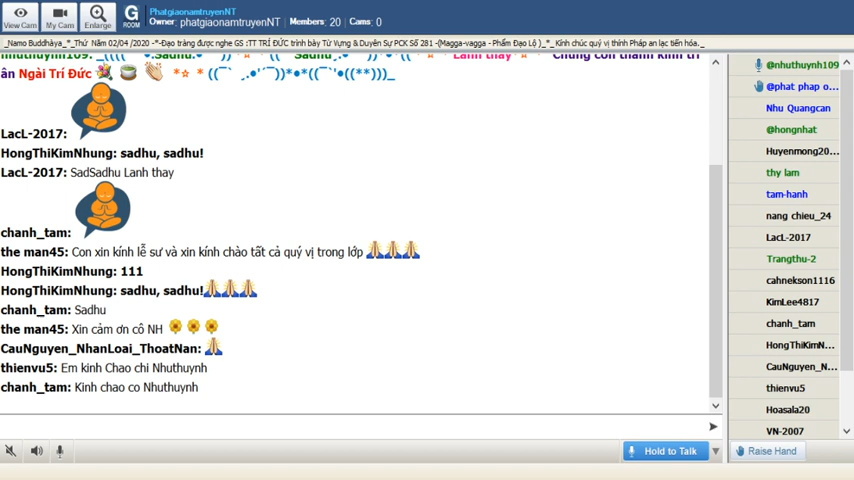 View Cam
My Cam
Enlarge
G
ROOM
PhatgiaonamtruyenNT
Owner: phatgiaonamtruyenNT | Members: 20 | Cams: 0
_Namo Buddhàya_*_Thứ Năm 02/04 /2020 -*-Đạo tràng được nghe GS :TT TRÍ ĐỨC trình bày Từ Vựng & Duyên Sự PCK Số 281 -(Magga-vagga - Phẩm Đạo Lộ )_*_ Kính chúc quý vị thính Pháp an lạc tiến hóa._
ân Ngài Trí Đức
LacL-2017:
HongThiKimNhung: sadhu, sadhu!
LacL-2017: SadSadhu Lanh thay
chanh_tam:
the man45: Con xin kính lễ sư và xin kính chào tất cả quý vị trong lớp
HongThiKimNhung: 111
HongThiKimNhung: sadhu, sadhu!
chanh_tam: Sadhu
the man45: Xin cảm ơn cô NH
CauNguyen_NhanLoai_ThoatNan:
thienvu5: Em kinh Chao chi Nhuthuynh
chanh_tam: Kinh chao co Nhuthuynh
Hold to Talk
@nhuthuynh109
@phat phap o...
Nhu Quangcan
@hongnhat
Huyenmong20...
thy lam
tam-hanh
nang chieu_24
LacL-2017
Trangthu-2
cahnekson1116
KimLee4817
chanh_tam
HongThiKimN...
CauNguyen_N...
thienvu5
Hoasala20
VN-2007
Raise Hand